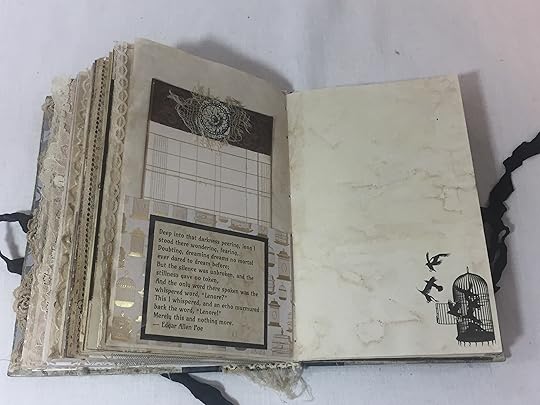 Deep into that darkness peering, long I
stood there wondering, fearing,
Doubting, dreaming dreams no mortal
ever dared to dream before;
But the silence was unbroken, and the
stillness gave no token,
And the only word there spoken was the
whispered word, "Lenore?"
This I whispered, and an echo murmured
back the word, "Lenore!"
Merely this and nothing more.
— Edgar Allen Poe